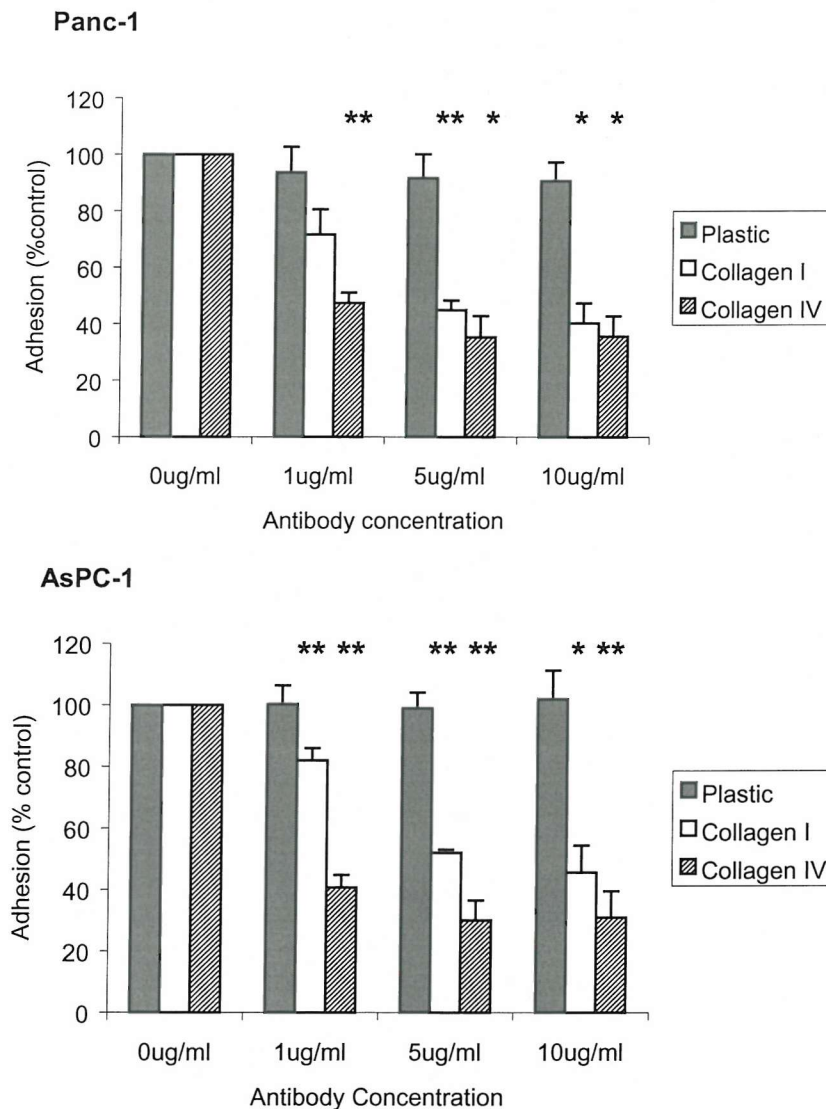 Panc-1
120
100
80
60
40
20
0
Adhesion (%control)
** ** * * *
0ug/ml 1ug/ml 5ug/ml 10ug/ml
Antibody concentration
Plastic
Collagen I
Collagen IV
AsPC-1
120
100
80
60
40
20
0
Adhesion (% control)
** ** ** ** * **
0ug/ml 1ug/ml 5ug/ml 10ug/ml
Antibody Concentration
Plastic
Collagen I
Collagen IV